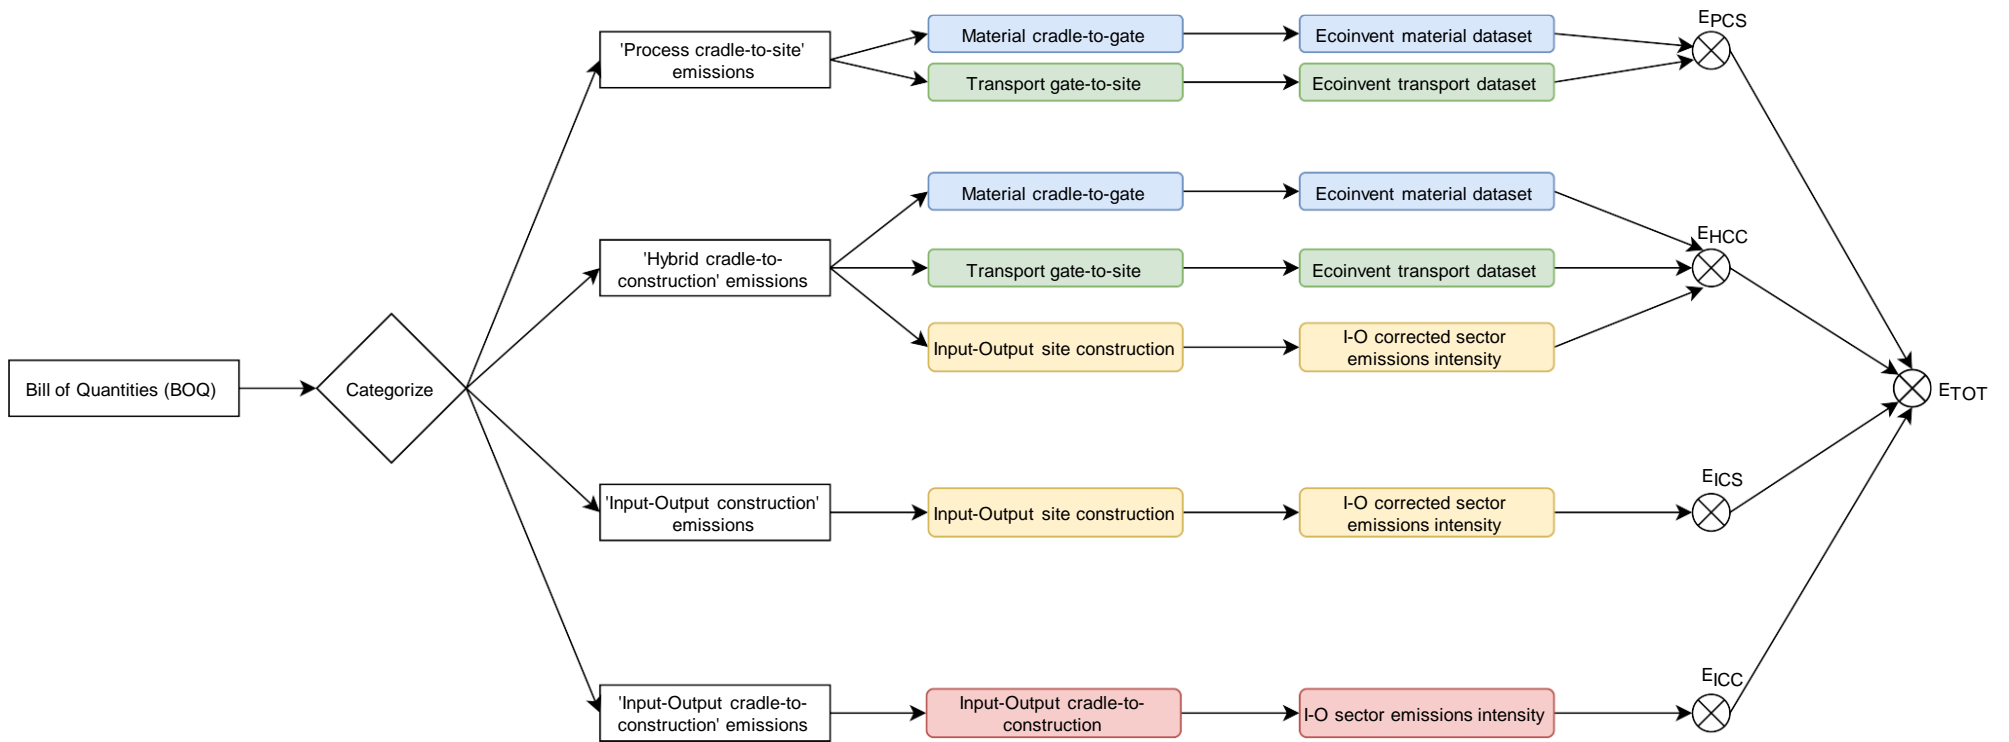 Bill of Quantities (BOQ)
Categorize
'Process cradle-to-site'
emissions
Material cradle-to-gate
Ecoinvent material dataset
EPCS
Transport gate-to-site
Ecoinvent transport dataset
'Hybrid cradle-to-
construction' emissions
Material cradle-to-gate
Ecoinvent material dataset
EHCC
Transport gate-to-site
Ecoinvent transport dataset
Input-Output site construction
I-O corrected sector
emissions intensity
'Input-Output construction'
emissions
Input-Output site construction
I-O corrected sector
emissions intensity
EICS
'Input-Output cradle-to-
construction' emissions
Input-Output cradle-to-
construction
I-O sector emissions intensity
EICC
ETOT